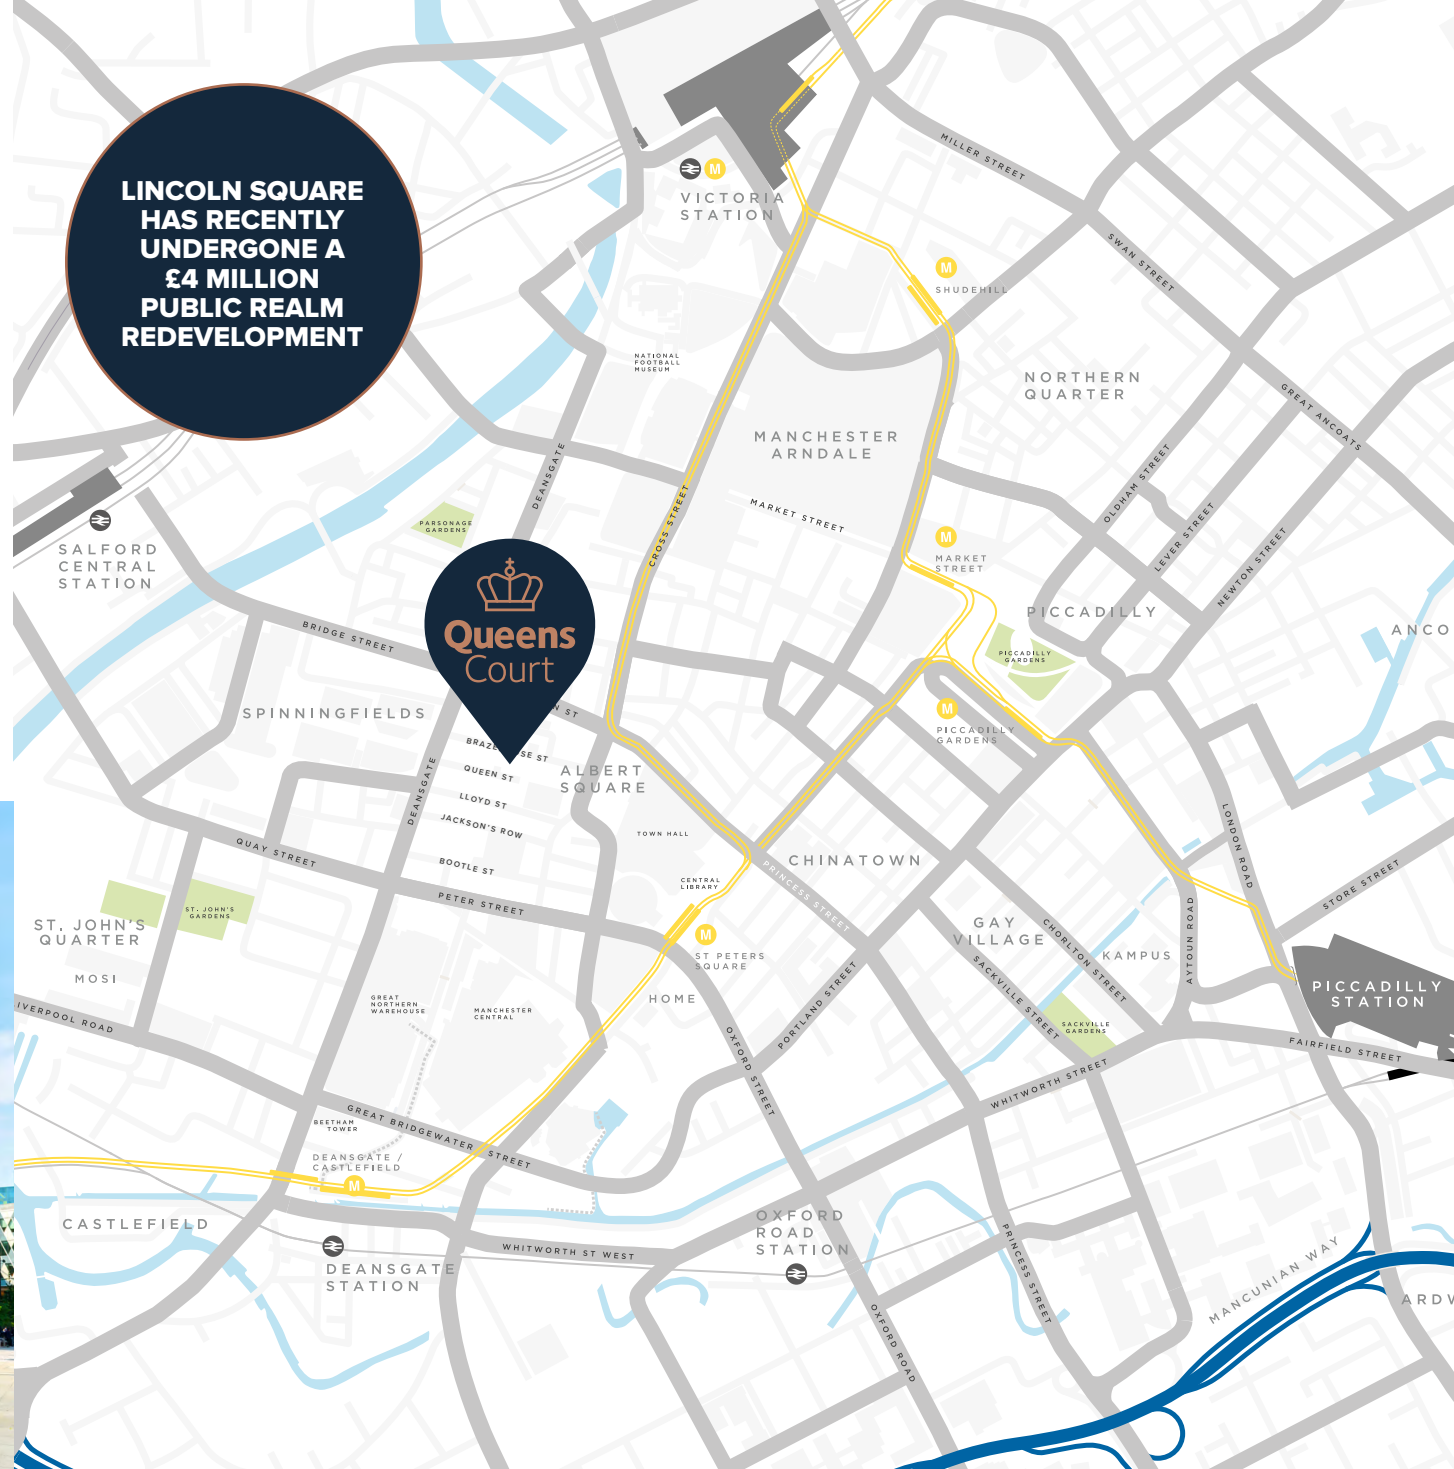 LINCOLN SQUARE
HAS RECENTLY
UNDERGONE A
£4 MILLION
PUBLIC REALM
REDEVELOPMENT
MILLER STREET
M
VICTORIA
STATION
SWAN STREET
M
SHUDEHILL
NATIONAL
FOOTBALL
MUSEUM
NORTHERN
QUARTER
GREAT ANCOATS
MANCHESTER
ARNDALE
DEANSGATE
OLDHAM STREET
CROSS STREET
MARKET STREET
PARSONAGE
GARDENS
LEVER STREET
NEWTON STREET
M
MARKET
STREET
SALFORD
CENTRAL
STATION
PICCADILLY
ANCO
BRIDGE STREET
Queens
Court
PICCADILLY
GARDENS
SPINNINGFIELDS
N ST
M
PICCADILLY
GARDENS
BRAZE
SE ST
QUEEN ST
ALBERT
SQUARE
DEANSGATE
LLOYD ST
JACKSON'S ROW
TOWN HALL
LONDON ROAD
QUAY STREET
BOOTLE ST
CHINATOWN
PRINCESS STREET
CENTRAL
LIBRARY
STORE STREET
PETER STREET
ST. JOHN'S
GARDENS
ST. JOHN'S
QUARTER
M
ST PETERS
SQUARE
GAY
VILLAGE
CHORLTON STREET
KAMPUS
AYTOUN ROAD
MOSI
SACKVILLE STREET
PICCADILLY
STATION
HOME
PORTLAND STREET
GREAT
NORTHERN
WAREHOUSE
MANCHESTER
CENTRAL
IVERPOOL ROAD
SACKVILLE
GARDENS
FAIRFIELD STREET
OXFORD STREET
WHITWORTH STREET
GREAT BRIDGEWATER STREET
BEETHAM
TOWER
DEANSGATE /
CASTLEFIELD
M
CASTLEFIELD
OXFORD
ROAD
STATION
WHITWORTH ST WEST
PRINCESS STREET
DEANSGATE
STATION
MANCUNIAN WAY
ARDW
OXFORD ROAD